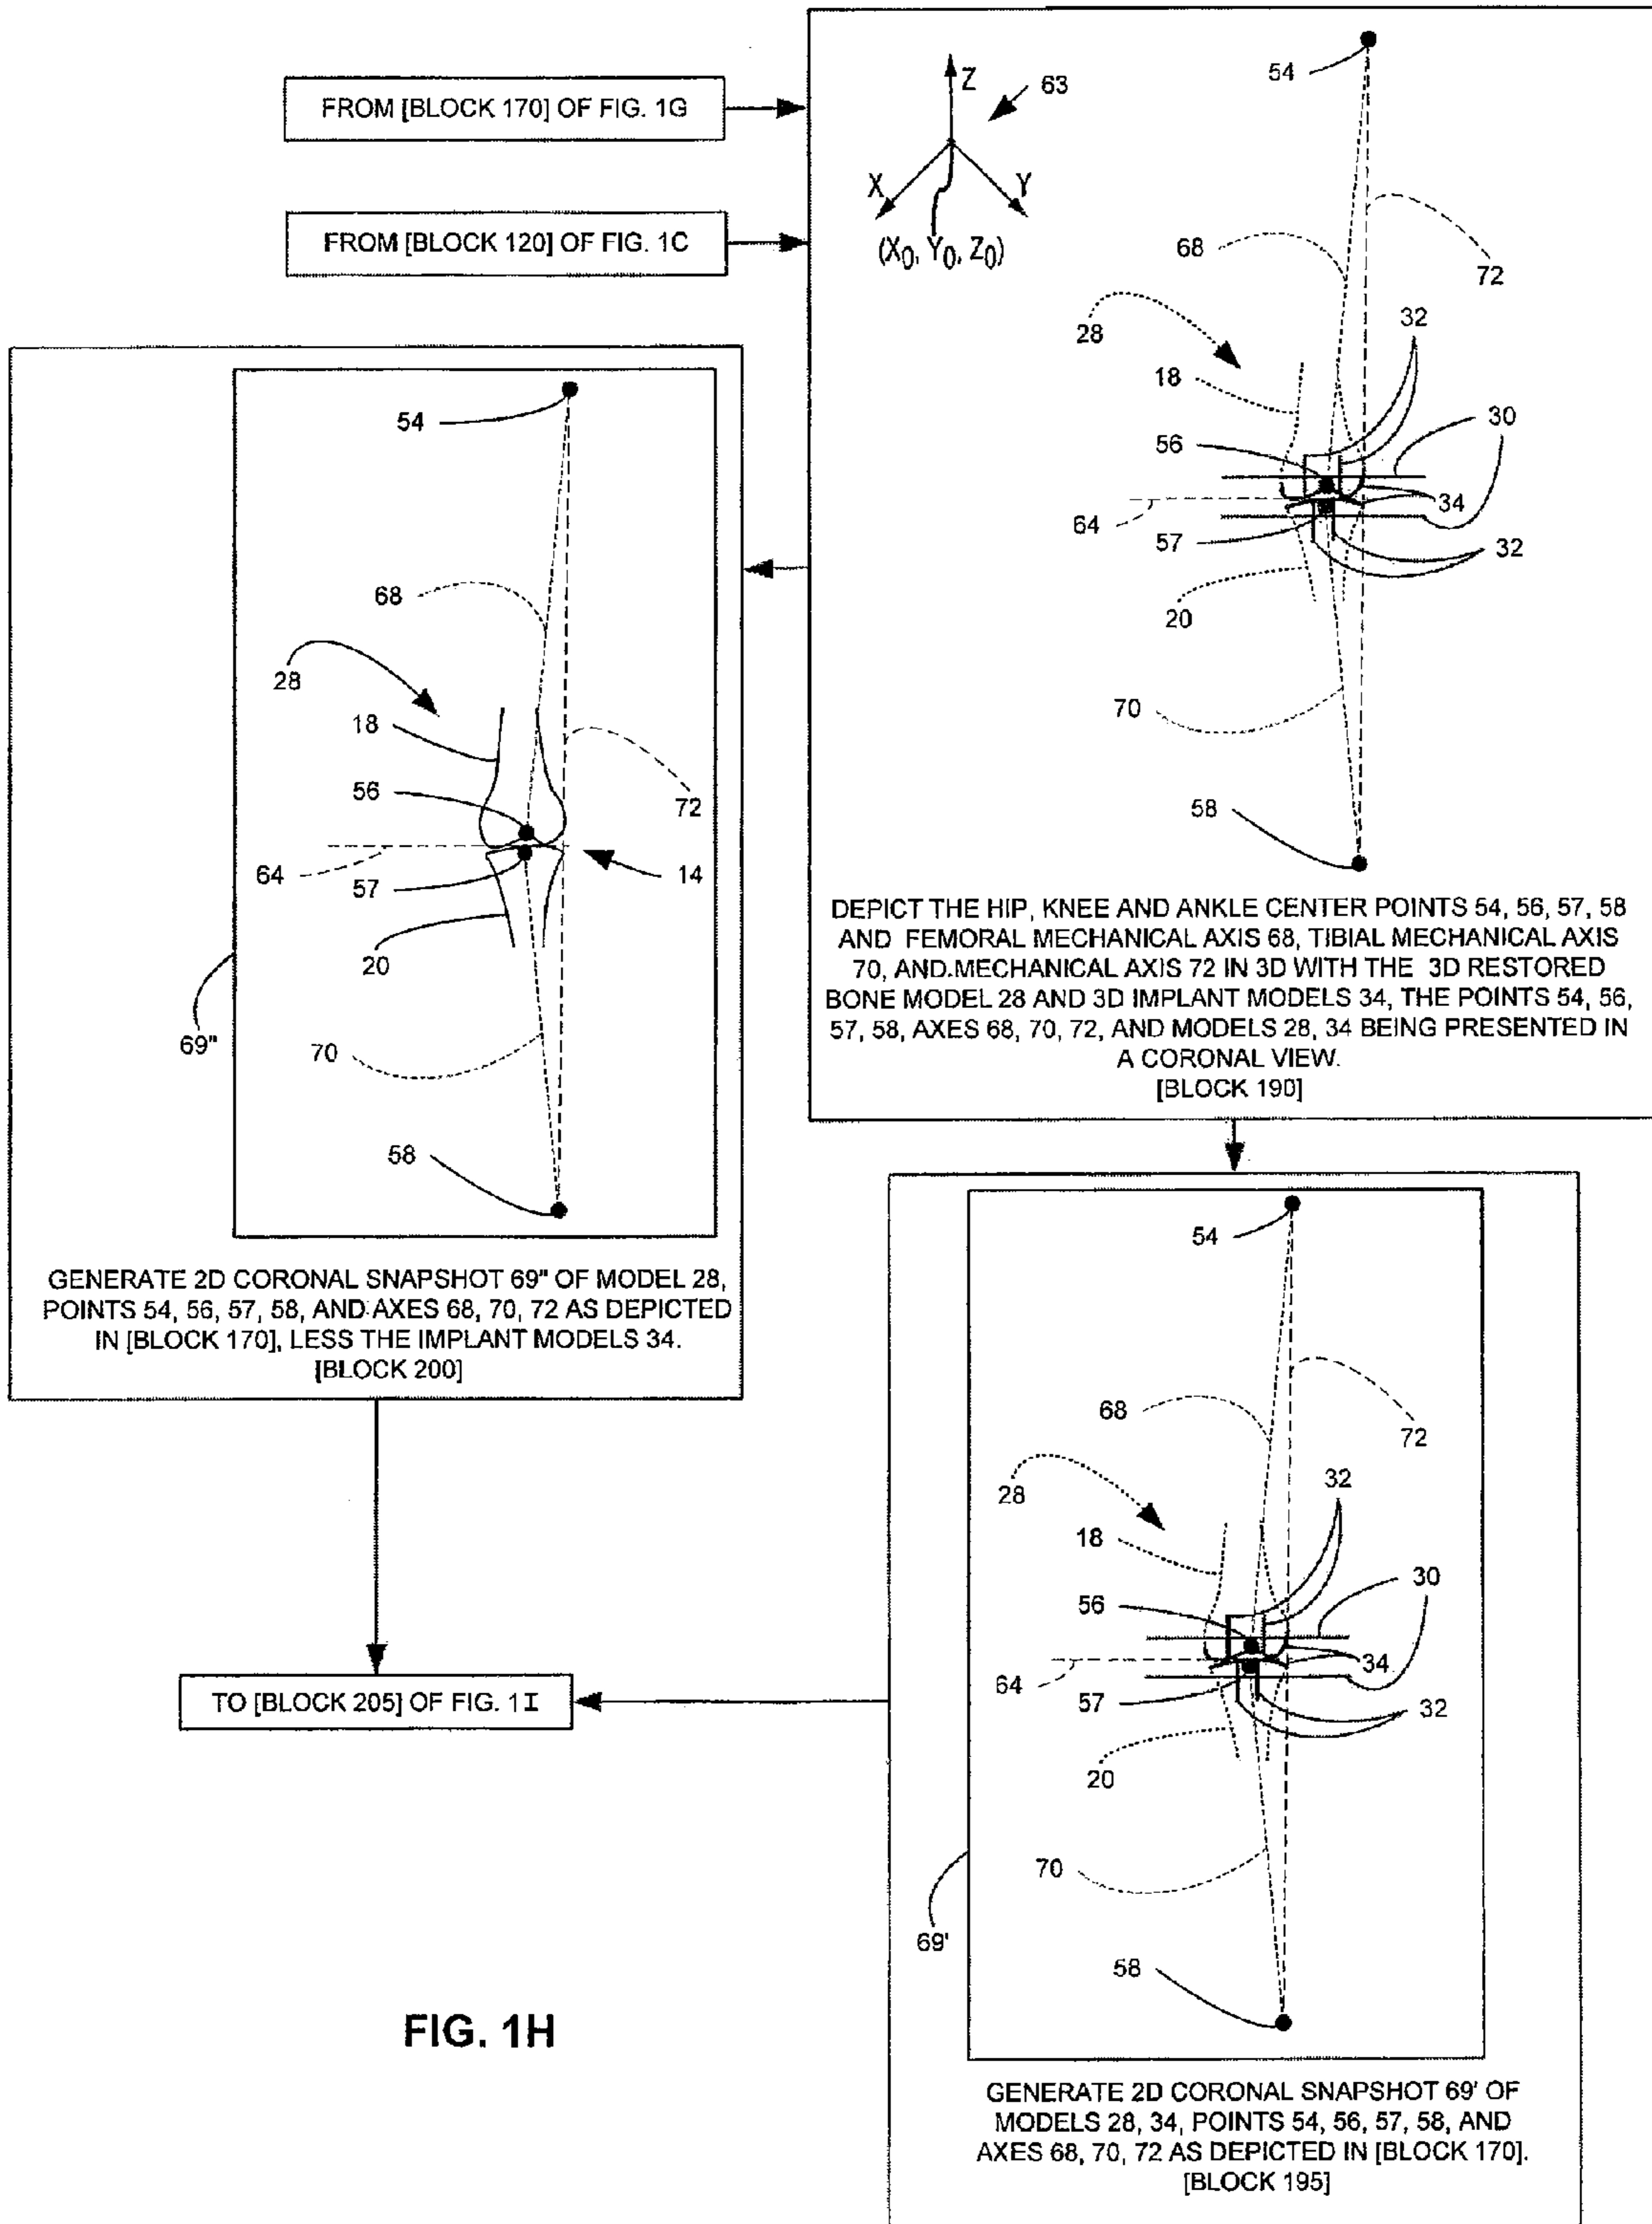 FROM [BLOCK 170] OF FIG. 1G
FROM [BLOCK 120] OF FIG. 1C
Z
63
X
Y
(X0, Y0, Z0)
54
68
72
28
32
18
30
56
34
64
57
32
20
70
58
DEPICT THE HIP, KNEE AND ANKLE CENTER POINTS 54, 56, 57, 58
AND FEMORAL MECHANICAL AXIS 68, TIBIAL MECHANICAL AXIS
70, AND MECHANICAL AXIS 72 IN 3D WITH THE 3D RESTORED
BONE MODEL 28 AND 3D IMPLANT MODELS 34, THE POINTS 54, 56,
57, 58, AXES 68, 70, 72, AND MODELS 28, 34 BEING PRESENTED IN
A CORONAL VIEW.
[BLOCK 190]
54
68
28
18
56
72
64
57
14
20
69"
70
58
GENERATE 2D CORONAL SNAPSHOT 69" OF MODEL 28,
POINTS 54, 56, 57, 58, AND AXES 68, 70, 72 AS DEPICTED
IN [BLOCK 170], LESS THE IMPLANT MODELS 34.
[BLOCK 200]
54
68
72
28
32
18
30
56
34
64
57
32
20
70
69'
58
GENERATE 2D CORONAL SNAPSHOT 69' OF
MODELS 28, 34, POINTS 54, 56, 57, 58, AND
AXES 68, 70, 72 AS DEPICTED IN [BLOCK 170].
[BLOCK 195]
TO [BLOCK 205] OF FIG. 1I
FIG. 1H